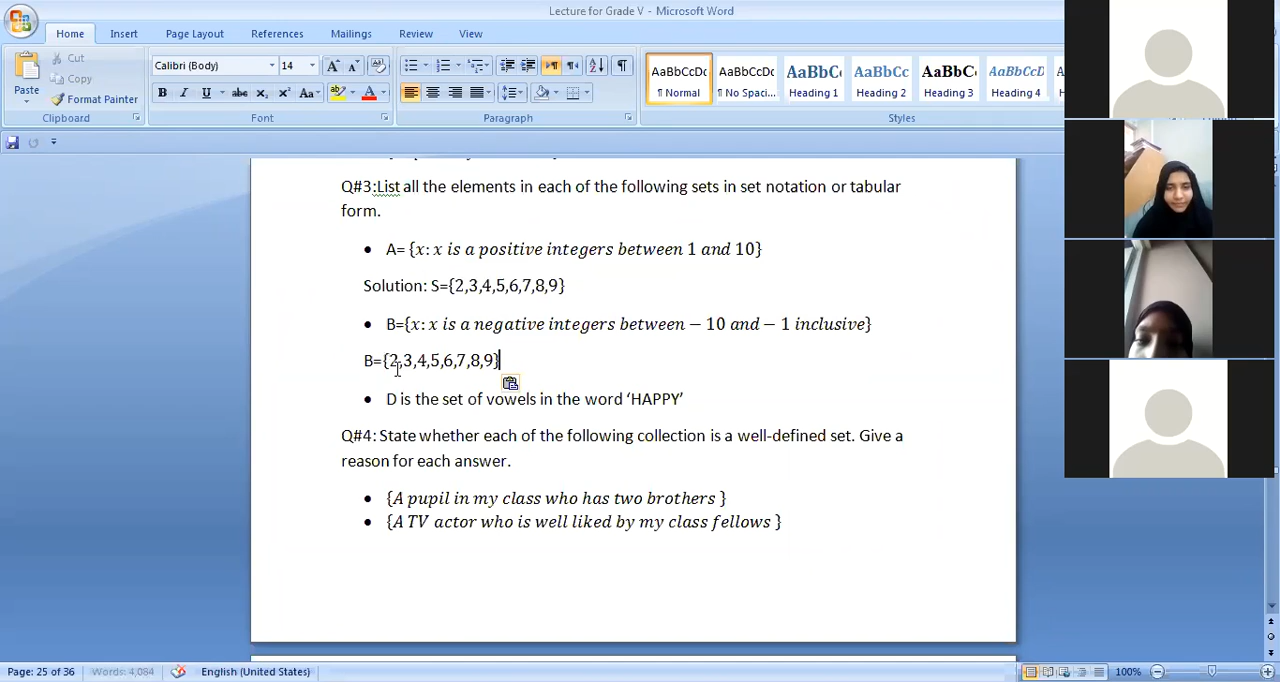 Lecture for Grade V - Microsoft Word
Home Insert Page Layout References Mailings Review View
Paste Cut Copy Format Painter
Calibri (Body) 14
AaBbCcDc AaBbCcDc AaBbC AaBbCc AaBbC AaBbCcD
¶ Normal ¶ No Spaci... Heading 1 Heading 2 Heading 3 Heading 4
Clipboard Font Paragraph Styles
Q#3:List all the elements in each of the following sets in set notation or tabular
form.
• A= {x: x is a positive integers between 1 and 10}
Solution: S={2,3,4,5,6,7,8,9}
• B={x: x is a negative integers between − 10 and − 1 inclusive}
B={2,3,4,5,6,7,8,9}
• D is the set of vowels in the word ‘HAPPY’
Q#4: State whether each of the following collection is a well-defined set. Give a
reason for each answer.
• {A pupil in my class who has two brothers }
• {A TV actor who is well liked by my class fellows }
Page: 25 of 36 Words: 4,084 English (United States) 100%